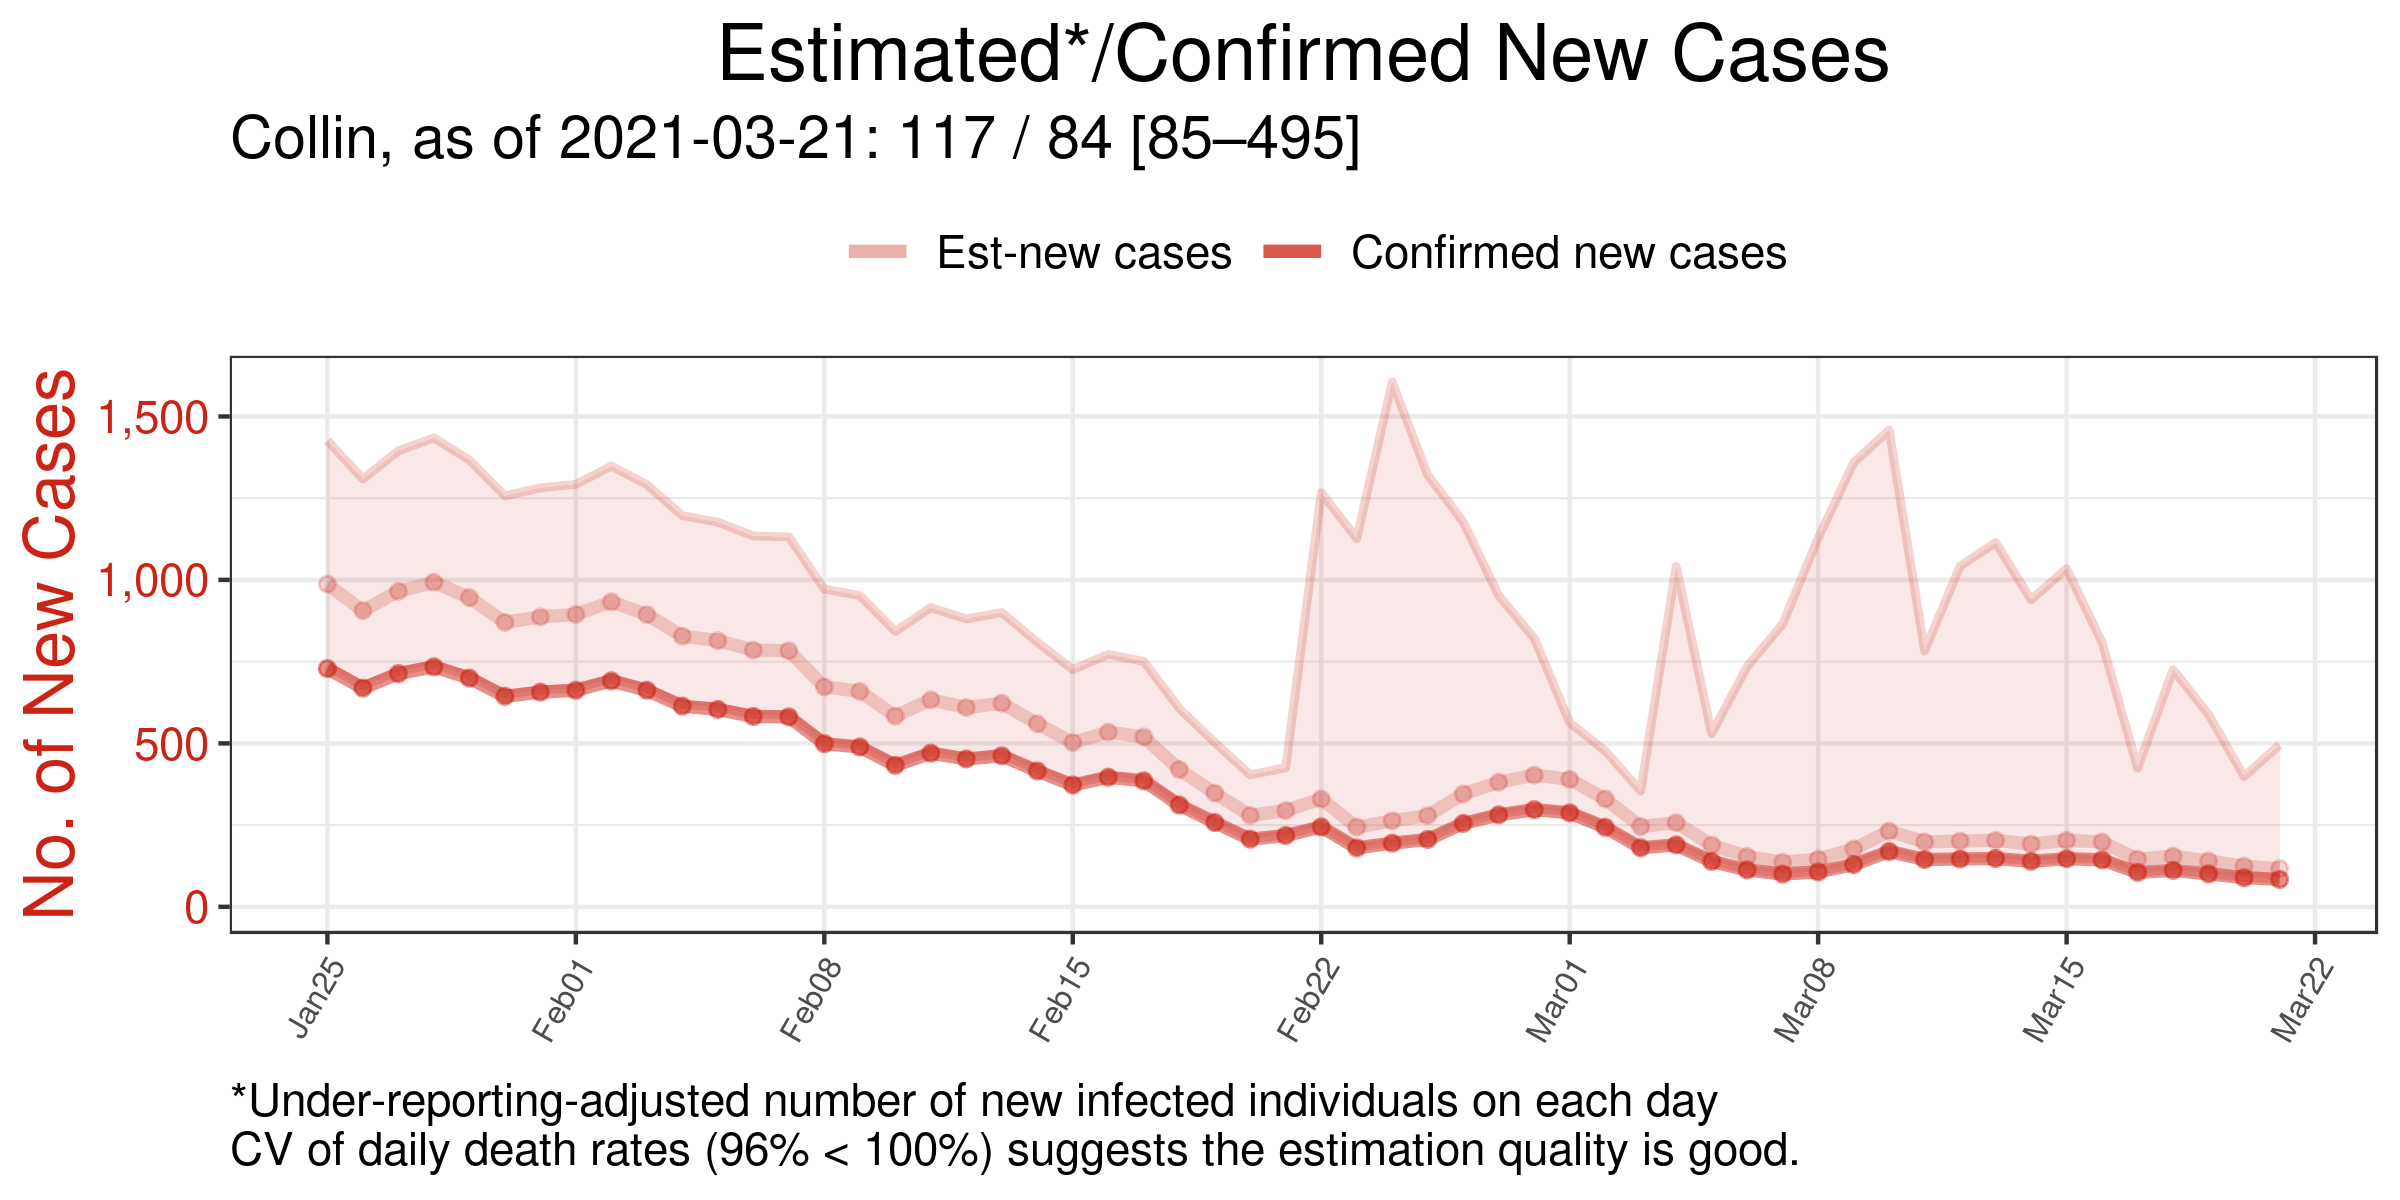 Estimated*/Confirmed New Cases
Collin, as of 2021-03-21: 117 / 84 [85–495]
Est-new cases Confirmed new cases
No. of New Cases
1,500
1,000
500
0
Jan25 Feb01 Feb08 Feb15 Feb22 Mar01 Mar08 Mar15 Mar22
*Under-reporting-adjusted number of new infected individuals on each day
CV of daily death rates (96% < 100%) suggests the estimation quality is good.